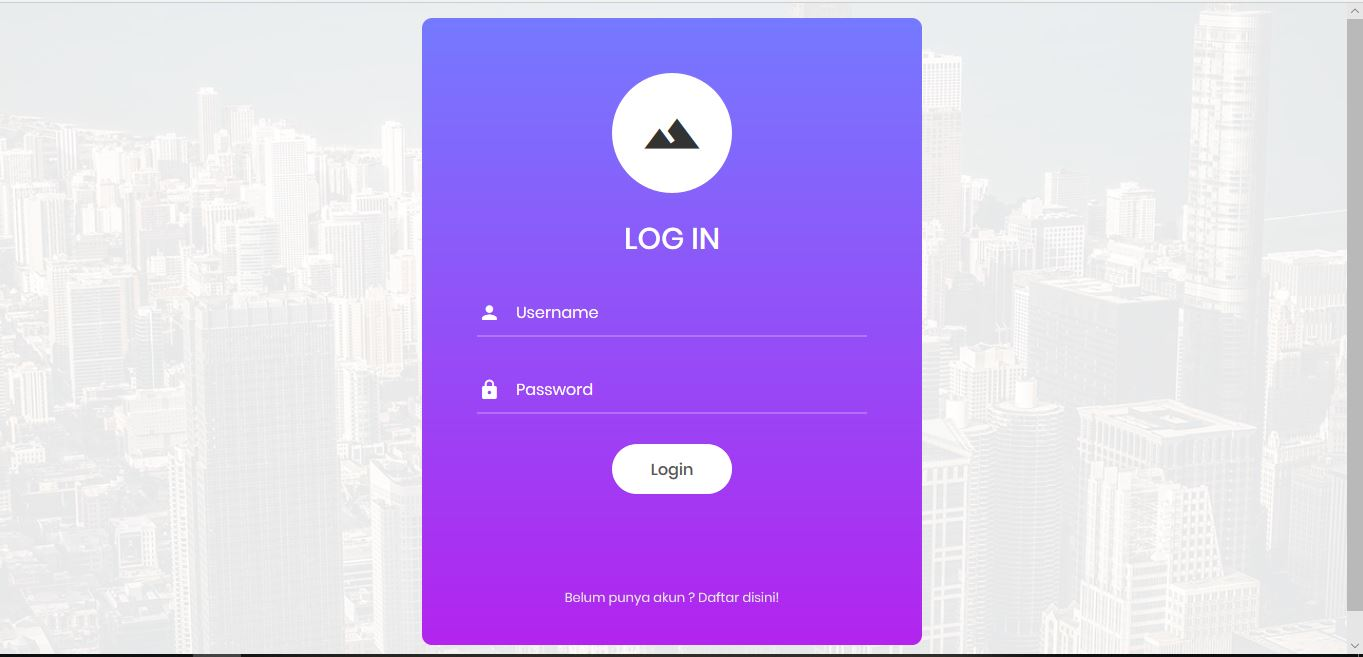 LOG IN
Username
Password
Login
Belum punya akun ? Daftar disini!